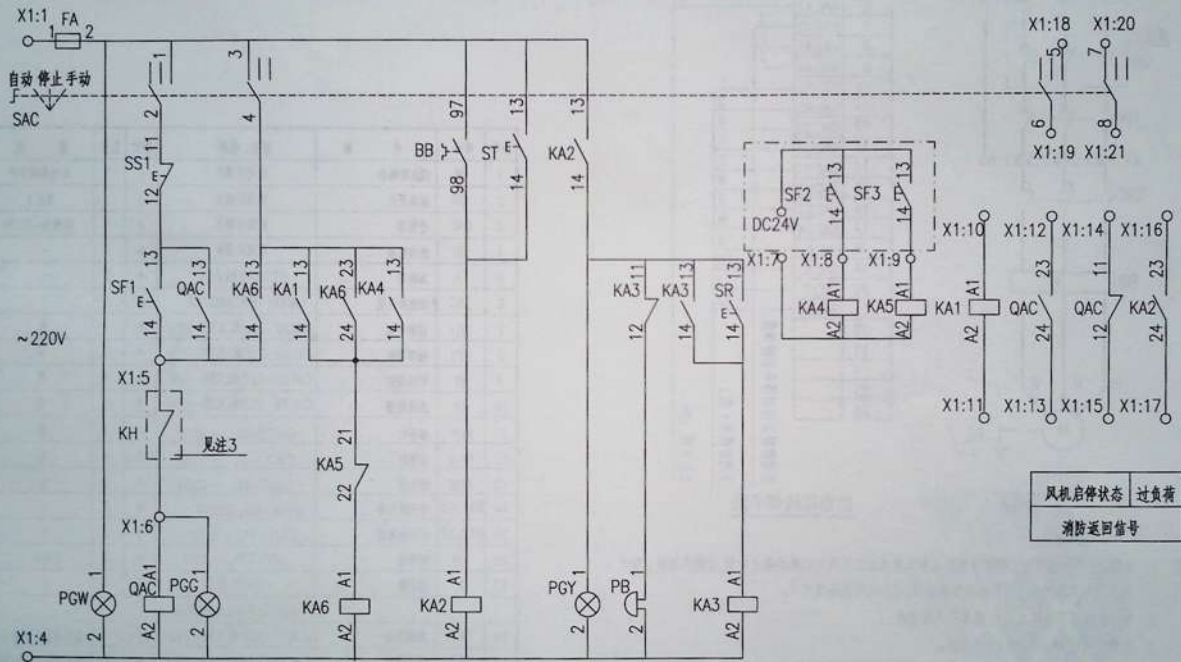 X1:1
1 FA 2
自动 停止 手动
SAC
1
2
3
4
11
SS1
12
97
BB
98
13
ST
14
13
KA2
14
X1:18
X1:20
5
7
6
8
X1:19
X1:21
SF2
13
14
SF3
13
14
DC24V
X1:7
X1:8
X1:9
KA4
A1
A2
KA5
A1
A2
X1:10
X1:12
X1:14
X1:16
KA1
A1
A2
QAC
23
24
QAC
11
12
KA2
23
24
X1:11
X1:13
X1:15
X1:17
SF1
13
14
QAC
13
14
KA6
13
14
KA1
13
14
KA6
23
24
KA4
13
14
KA3
11
12
KA3
13
14
SR
13
14
~220V
X1:5
KH
见注3
21
KA5
22
X1:6
PGW
1
2
QAC
A1
A2
PGG
1
2
KA6
A1
A2
KA2
A1
A2
PGY
1
2
PB
1
2
KA3
A1
A2
X1:4
风机启停状态 过负荷
消防返回信号